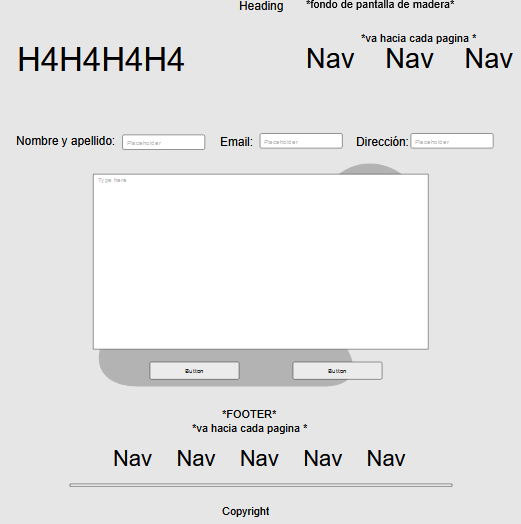 Heading *fondo de pantalla de madera*
*va hacia cada pagina *
H4H4H4H4 Nav Nav Nav
Nombre y apellido: Placeholder Email: Placeholder Dirección: Placeholder
Type here
Button Button
*FOOTER*
*va hacia cada pagina *
Nav Nav Nav Nav Nav
Copyright